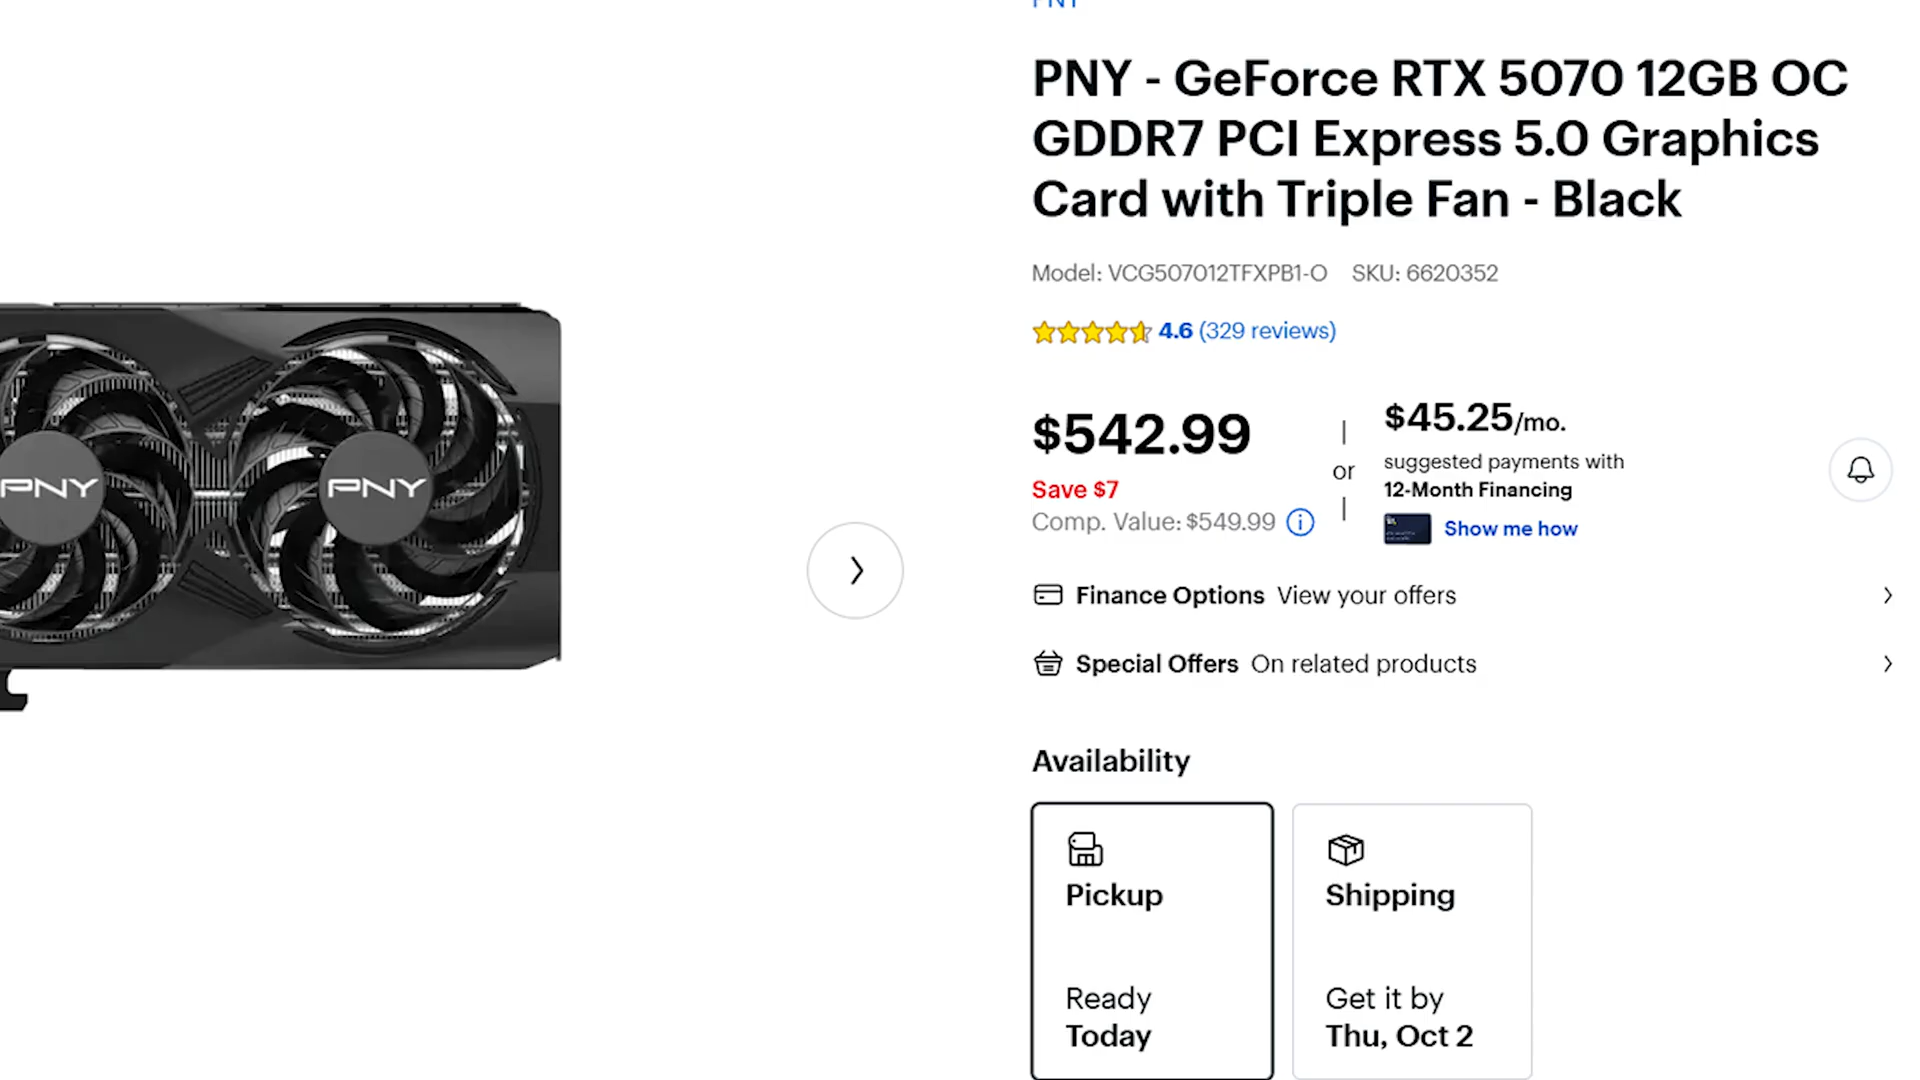 PNY
PNY - GeForce RTX 5070 12GB OC
GDDR7 PCI Express 5.0 Graphics
Card with Triple Fan - Black
Model: VCG507012TFXPB1-O SKU: 6620352
4.6 (329 reviews)
$542.99
Save $7
Comp. Value: $549.99
or
$45.25/mo.
suggested payments with
12-Month Financing
Show me how
Finance Options View your offers
Special Offers On related products
Availability
Pickup
Ready
Today
Shipping
Get it by
Thu, Oct 2
PNY
PNY